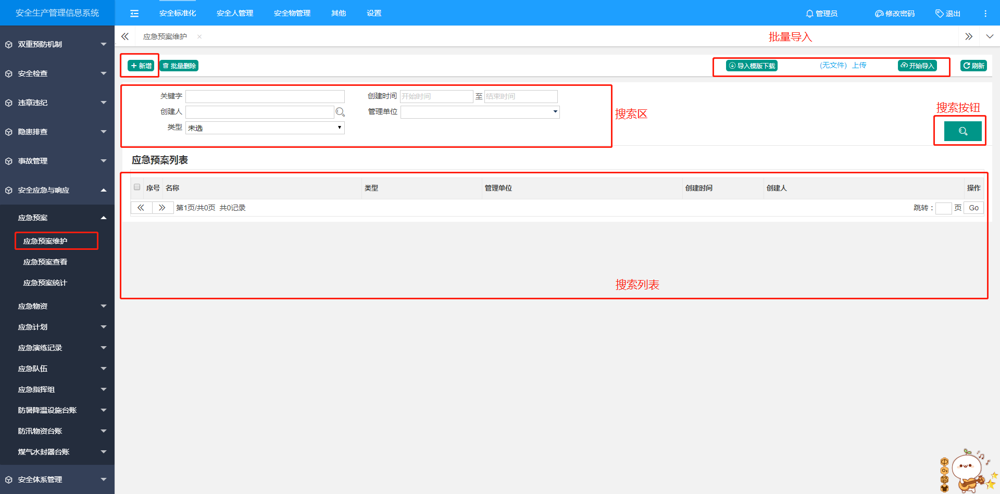 安全生产管理信息系统
安全标准化 安全人管理 安全物管理 其他 设置
管理员 修改密码 退出
双重预防机制
安全检查
违章违纪
隐患排查
事故管理
安全应急与响应
应急预案
应急预案维护
应急预案查看
应急预案统计
应急物资
应急计划
应急演练记录
应急队伍
应急指挥组
防暑降温设施台账
防汛物资台账
煤气水封器台账
安全体系管理
应急预案维护
批量导入
新增 批量删除
导入模版下载 (无文件) 上传 开始导入 刷新
关键字 创建时间 开始时间 至 结束时间
创建人 管理单位
类型 未选
搜索区
搜索按钮
应急预案列表
序号 名称 类型 管理单位 创建时间 创建人 操作
第1页/共0页 共0记录 跳转： 页 Go
搜索列表
中
简